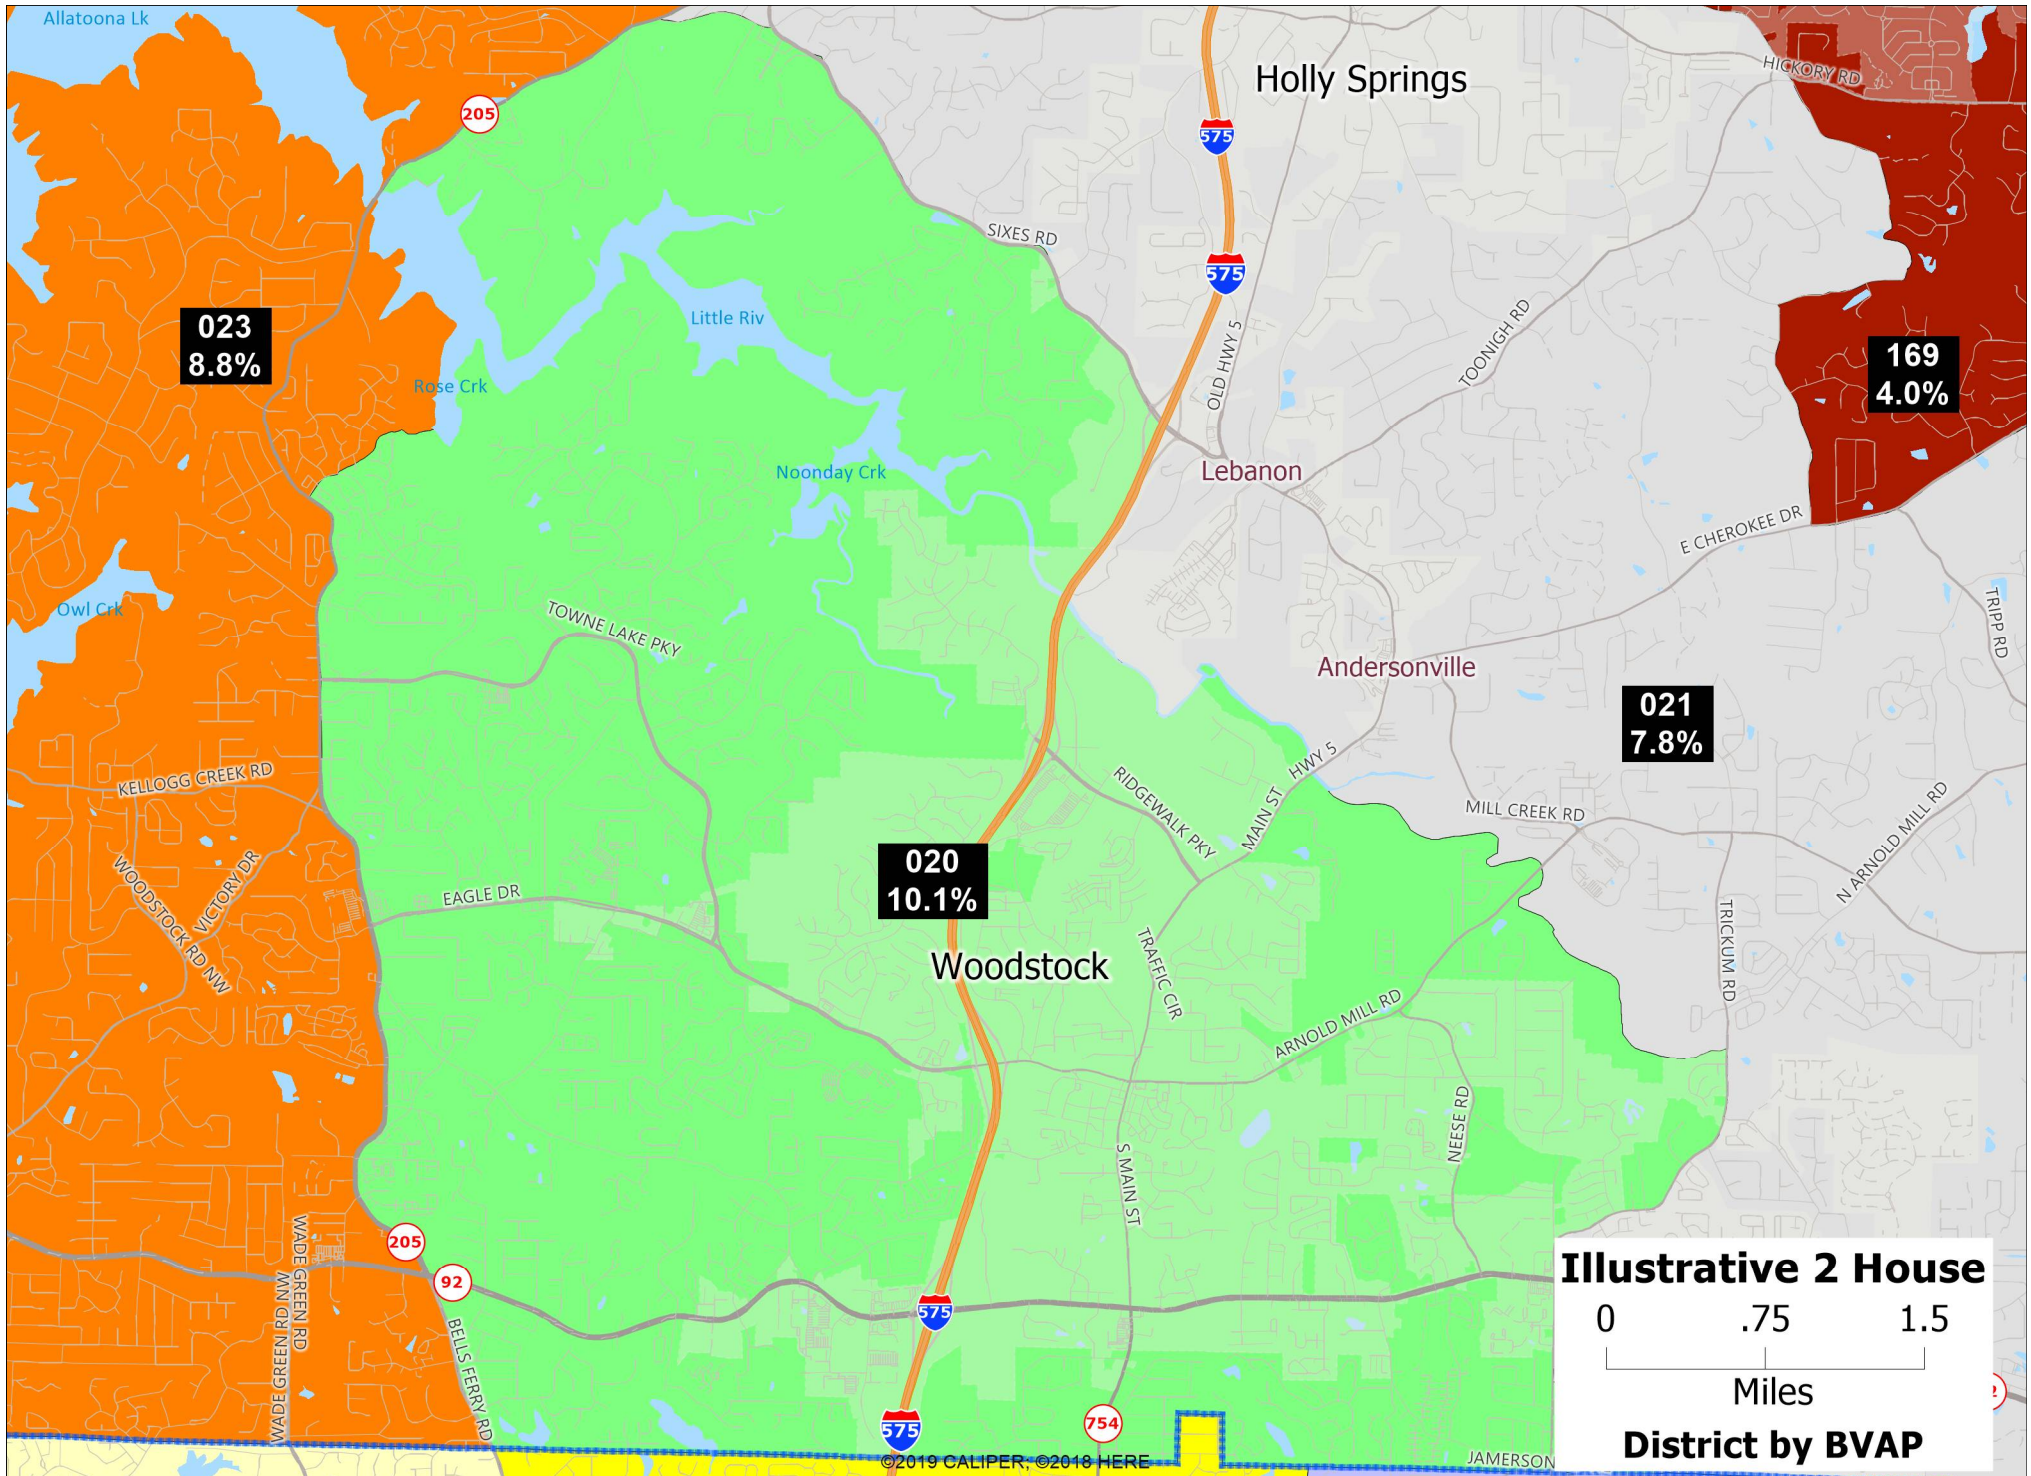 Allatoona Lk
Holly Springs
HICKORY RD
205
575
SIXES RD
575
023
8.8%
Little Riv
OLD HWY 5
TOONIGH RD
169
4.0%
Rose Crk
Lebanon
Noonday Crk
E CHEROKEE DR
Owl Crk
TOWNE LAKE PKY
TRIPP RD
Andersonville
021
7.8%
KELLOGG CREEK RD
RIDGEWALK PKY
MAIN ST
HWY 5
MILL CREEK RD
N ARNOLD MILL RD
WOODSTOCK RD NW
VICTORY DR
EAGLE DR
020
10.1%
Woodstock
TRAFFIC CIR
TRICKUM RD
ARNOLD MILL RD
NEESE RD
S MAIN ST
205
92
WADE GREEN RD NW
WADE GREEN RD
BELLS FERRY RD
575
575
754
Illustrative 2 House
0 .75 1.5
Miles
District by BVAP
2
©2019 CALIPER; ©2018 HERE
JAMERSON